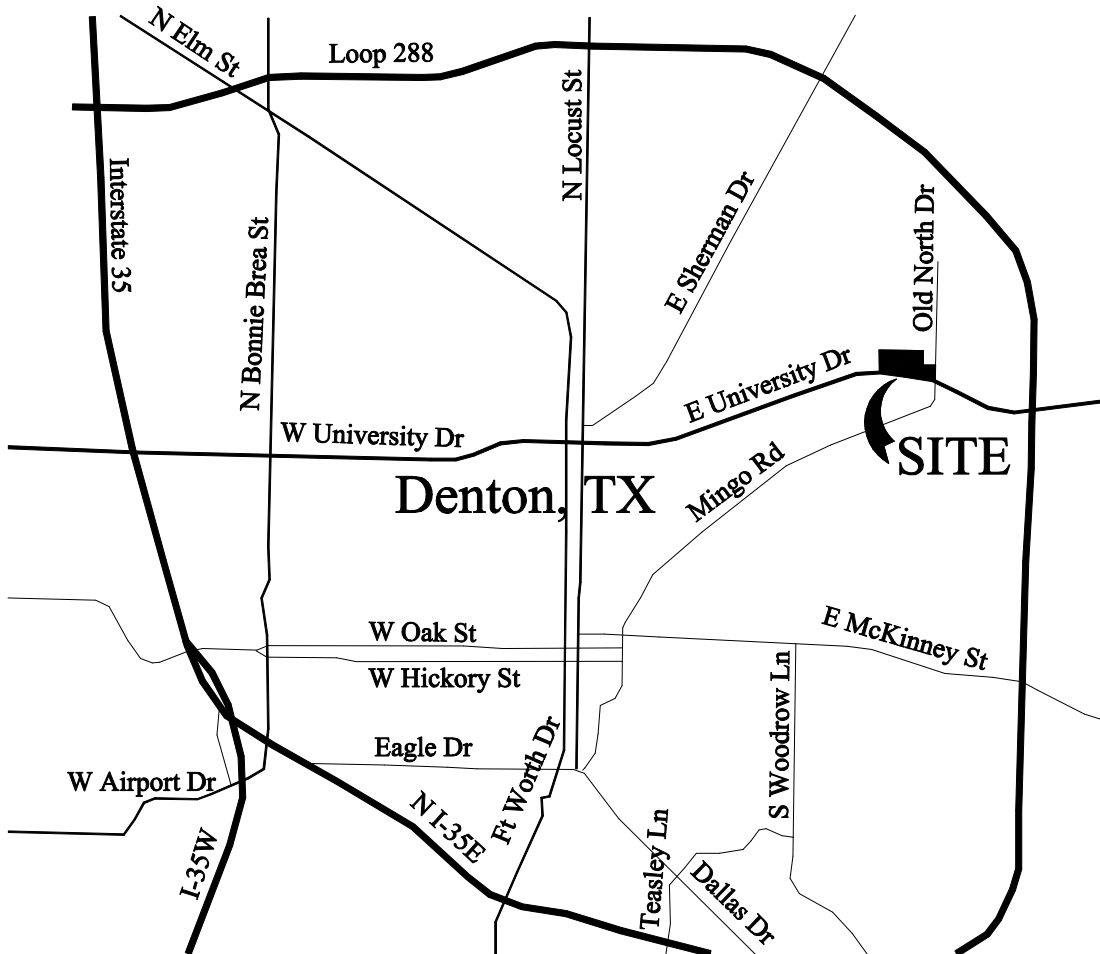 N Elm St
Loop 288
N Locust St
Interstate 35
E Sherman Dr
Old North Dr
N Bonnie Brea St
E University Dr
W University Dr
SITE
Denton, TX
Mingo Rd
W Oak St
E McKinney St
W Hickory St
S Woodrow Ln
Eagle Dr
Ft Worth Dr
W Airport Dr
N I-35E
I-35W
Teasley Ln
Dallas Dr